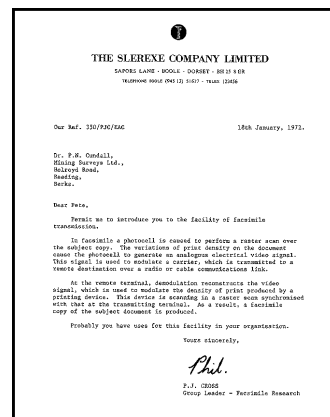 THE SLEREXE COMPANY LIMITED
SAPORS LANE - BOOLE - DORSET - BH 25 8 ER
TELEPHONE BOOLE (945 13) 51617 - TELEX 123456
Our Ref. 350/PJC/EAC
18th January, 1972.
Dr. P.N. Cundall,
Mining Surveys Ltd.,
Holroyd Road,
Reading,
Berks.
Dear Pete,
Permit me to introduce you to the facility of facsimile
transmission.
In facsimile a photocell is caused to perform a raster scan over
the subject copy. The variations of print density on the document
cause the photocell to generate an analogous electrical video signal.
This signal is used to modulate a carrier, which is transmitted to a
remote destination over a radio or cable communications link.
At the remote terminal, demodulation reconstructs the video
signal, which is used to modulate the density of print produced by a
printing device. This device is scanning in a raster scan synchronised
with that at the transmitting terminal. As a result, a facsimile
copy of the subject document is produced.
Probably you have uses for this facility in your organisation.
Yours sincerely,
Phil.
P.J. CROSS
Group Leader - Facsimile Research